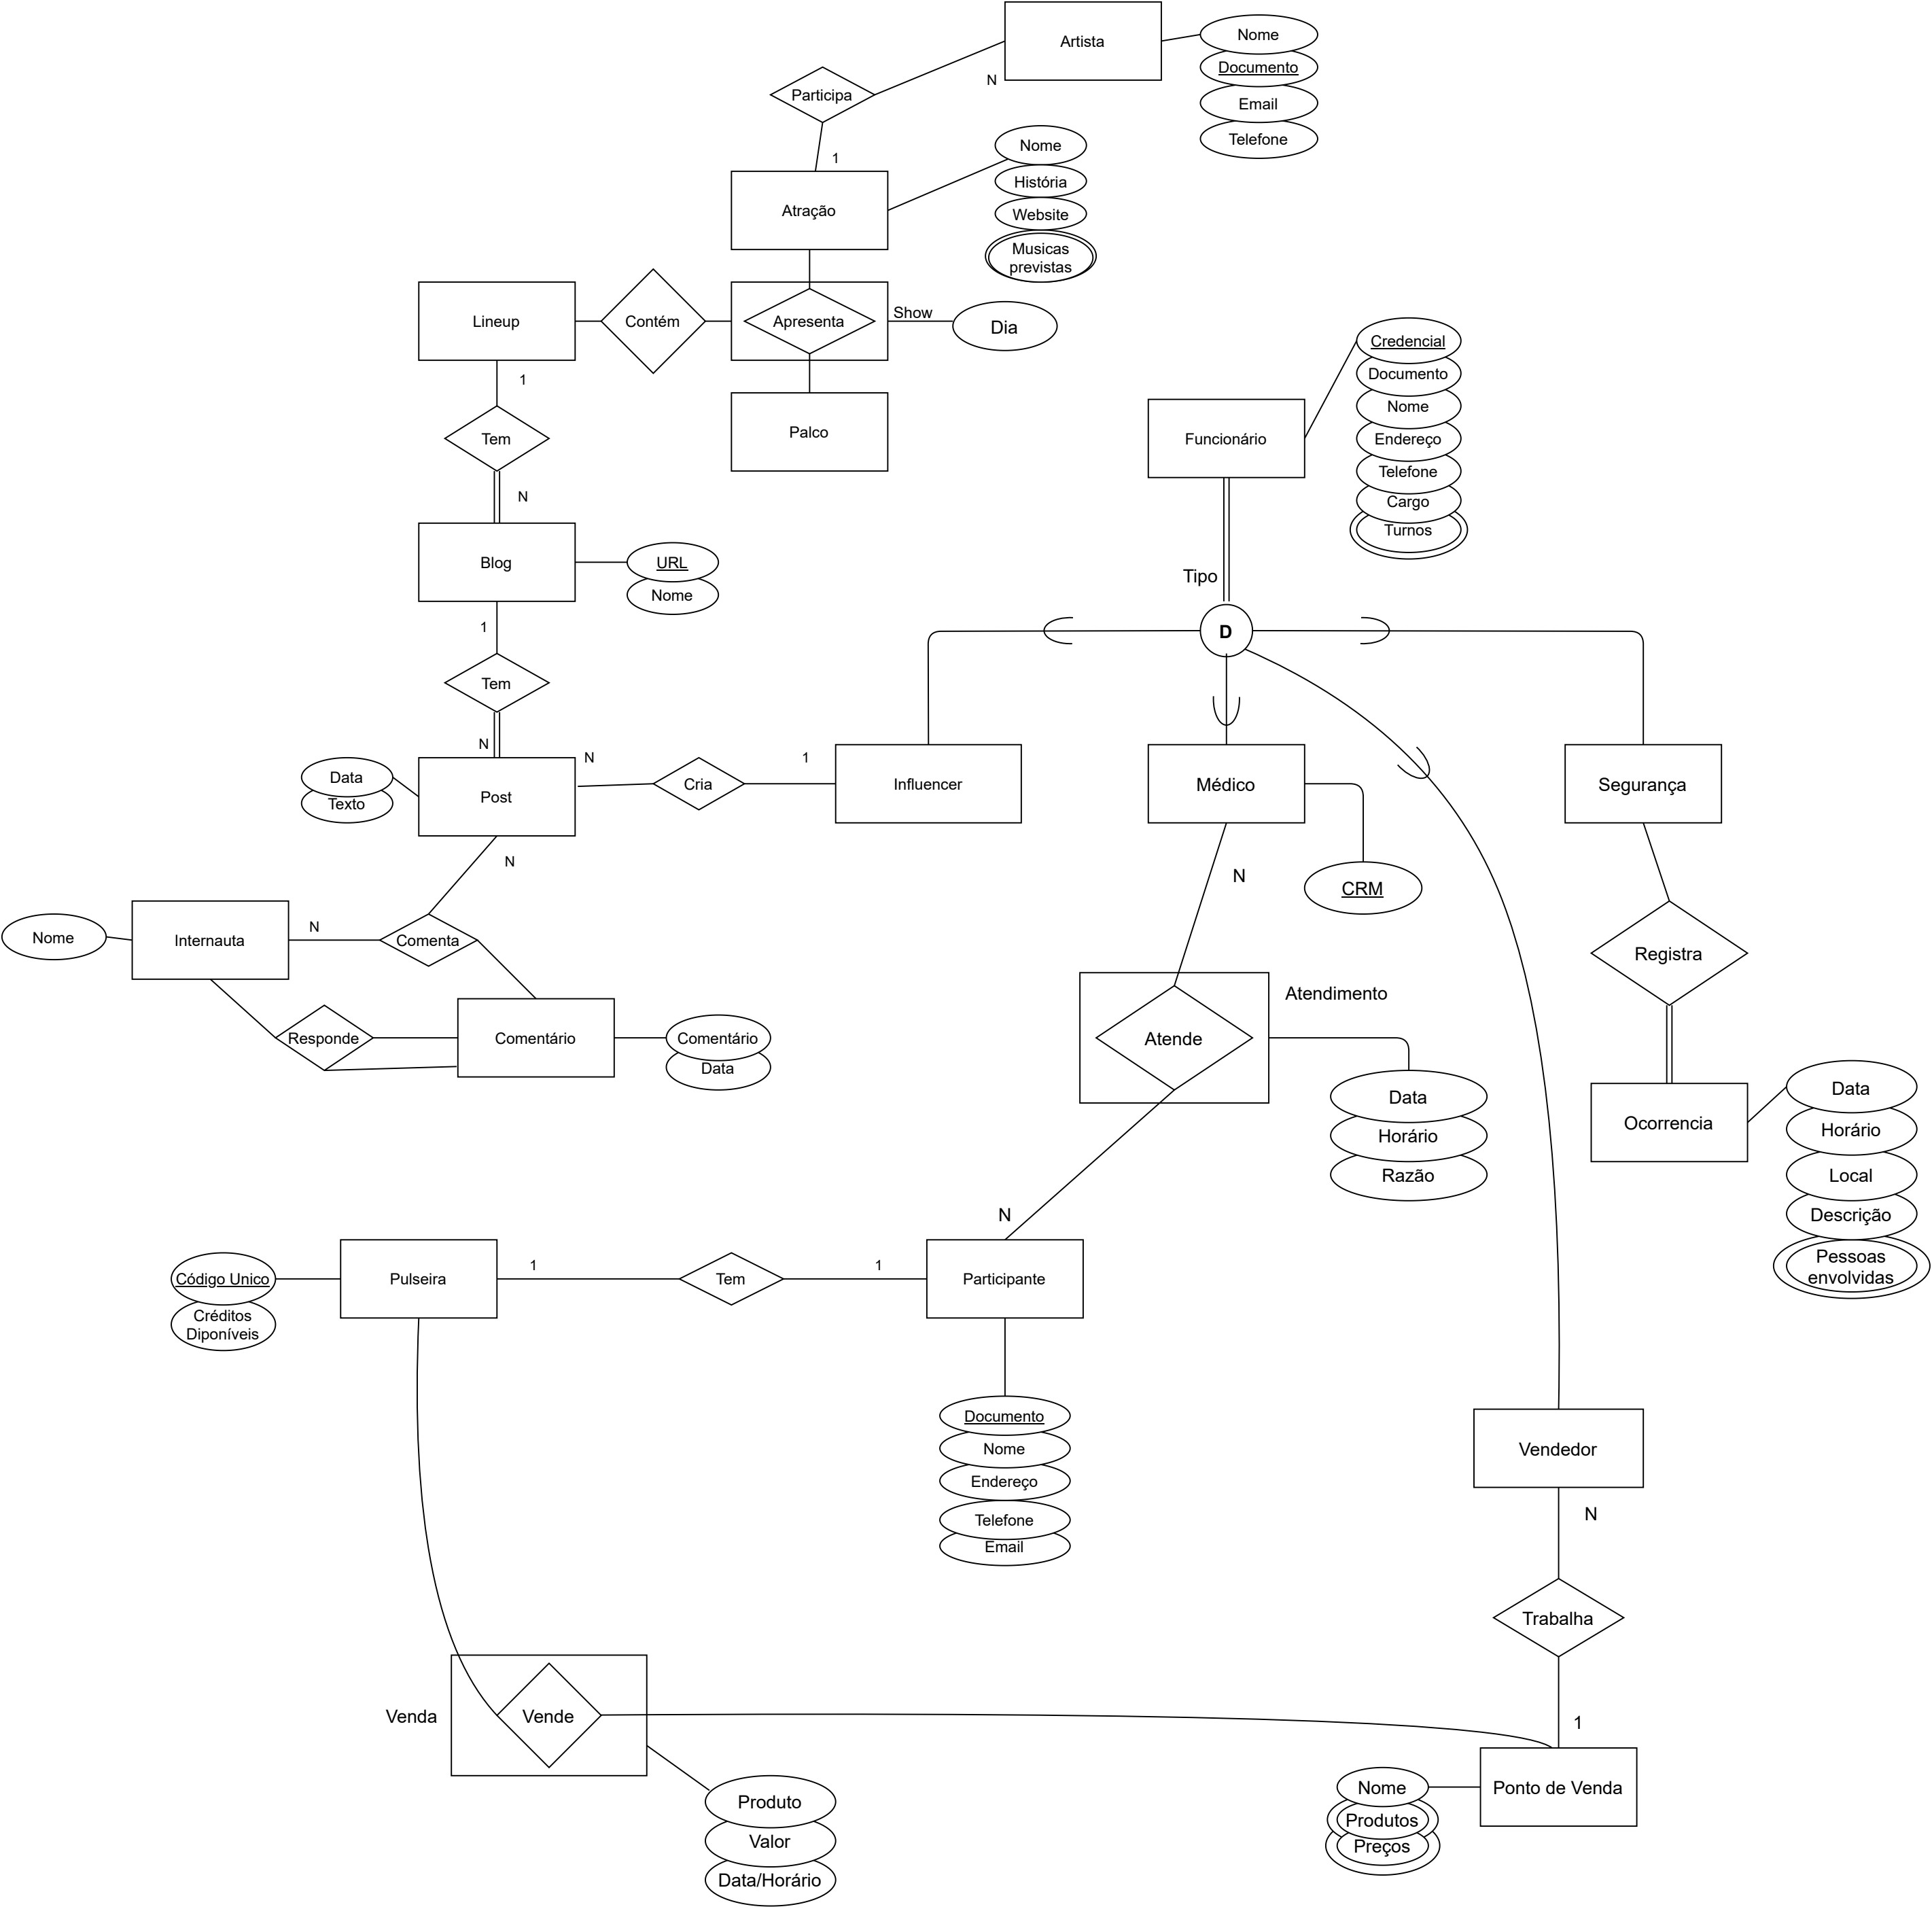 Artista
Nome
Documento
Email
Telefone
Participa
N
1
Nome
História
Website
Musicas
previstas
Atração
Lineup
Contém
Apresenta
Show
Dia
Palco
1
Tem
N
Funcionário
Credencial
Documento
Nome
Endereço
Telefone
Cargo
Turnos
Blog
URL
Nome
Tipo
D
1
Tem
N
N
1
Data
Texto
Post
Cria
Influencer
Médico
Segurança
N
N
CRM
Nome
Internauta
N
Comenta
Registra
Responde
Comentário
Comentário
Data
Atendimento
Atende
Data
Horário
Razão
Ocorrencia
Data
Horário
Local
Descrição
Pessoas
envolvidas
N
Código Unico
Créditos
Diponíveis
Pulseira
1
Tem
1
Participante
Documento
Nome
Endereço
Telefone
Email
Vendedor
N
Trabalha
1
Venda
Vende
Produto
Valor
Data/Horário
Nome
Produtos
Preços
Ponto de Venda